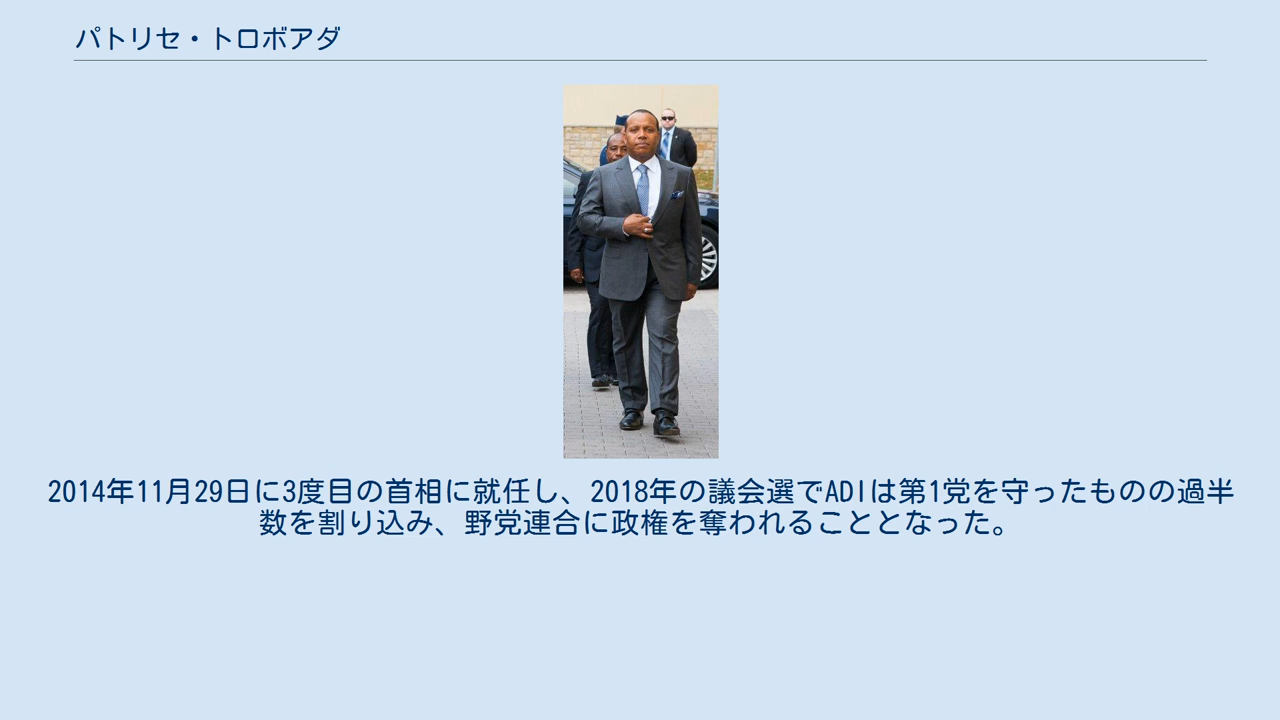 パトリセ・トロボアダ
2014年11月29日に3度目の首相に就任し、2018年の議会選でADIは第1党を守ったものの過半
数を割り込み、野党連合に政権を奪われることとなった。